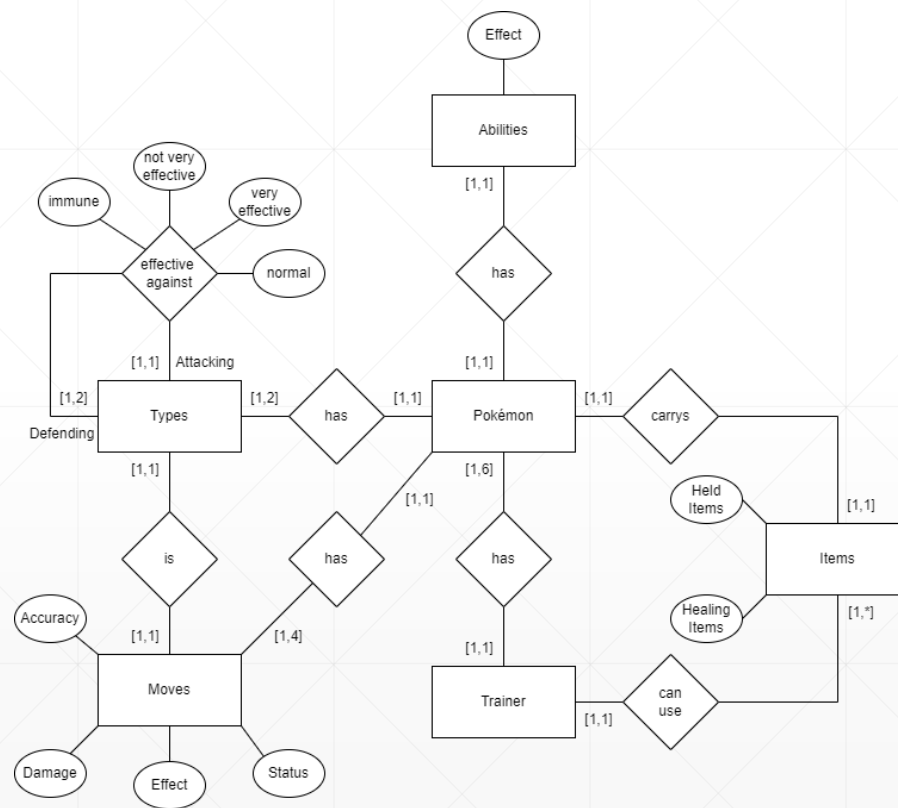 Effect
Abilities
[1,1]
not very
effective
immune
very
effective
effective
against
normal
has
[1,1]
Attacking
[1,1]
[1,2]
Defending
Types
[1,2]
has
[1,1]
Pokémon
[1,1]
carrys
[1,1]
[1,6]
[1,1]
Held
Items
[1,1]
is
has
has
Items
Accuracy
[1,1]
[1,4]
[1,1]
Healing
Items
[1,*]
Moves
Trainer
[1,1]
can
use
Damage
Effect
Status